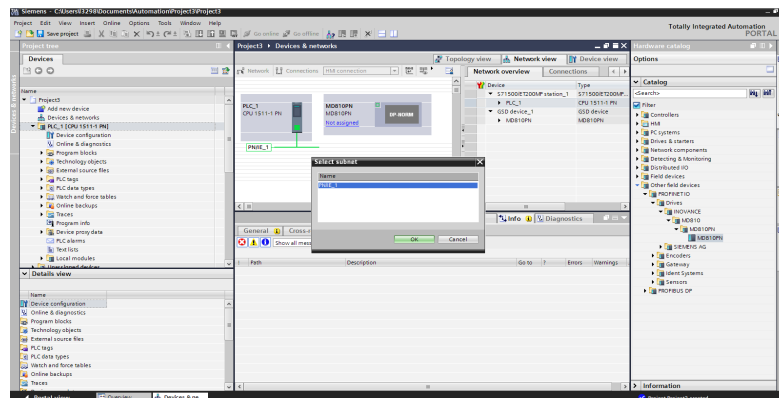 Siemens - C:\Users\3298\Documents\Automation\Project3\Project3
Project Edit View Insert Online Options Tools Window Help
Save project
Go online Go offline
Totally Integrated Automation
PORTAL
Project tree
Project3 ▸ Devices & networks
Hardware catalog
Devices
Topology view Network view Device view
Options
Network Connections HMI connection
Network overview Connections
Devices & networks
Name
Project3
Add new device
Devices & networks
PLC_1 [CPU 1511-1 PN]
Device configuration
Online & diagnostics
Program blocks
Technology objects
External source files
PLC tags
PLC data types
Watch and force tables
Online backups
Traces
Program info
Device proxy data
PLC alarms
Text lists
Local modules
Unassigned devices
PLC_1
CPU 1511-1 PN
MD810PN
MD810PN
Not assigned
DP-NORM
PN/IE_1
Device Type
S71500/ET200MP station_1 S71500/ET200MP...
PLC_1 CPU 1511-1 PN
GSD device_1 GSD device
MD810PN MD810PN
Select subnet
Name
PN/IE_1
OK Cancel
Info Diagnostics
General
Show all
Path Description Go to ? Errors Warnings
Catalog
<Search>
Filter
Controllers
HMI
PC systems
Drives & starters
Network components
Detecting & Monitoring
Distributed I/O
Field devices
Other field devices
PROFINET IO
Drives
INOVANCE
MD810
MD810PN
MD810PN
SIEMENS AG
Encoders
Gateway
Ident Systems
Sensors
PROFIBUS DP
Information
Details view
Name
Device configuration
Online & diagnostics
Program blocks
Technology objects
External source files
PLC tags
PLC data types
Watch and force tables
Online backups
Traces
Portal view Overview Devices & ne...
Project Project3 created